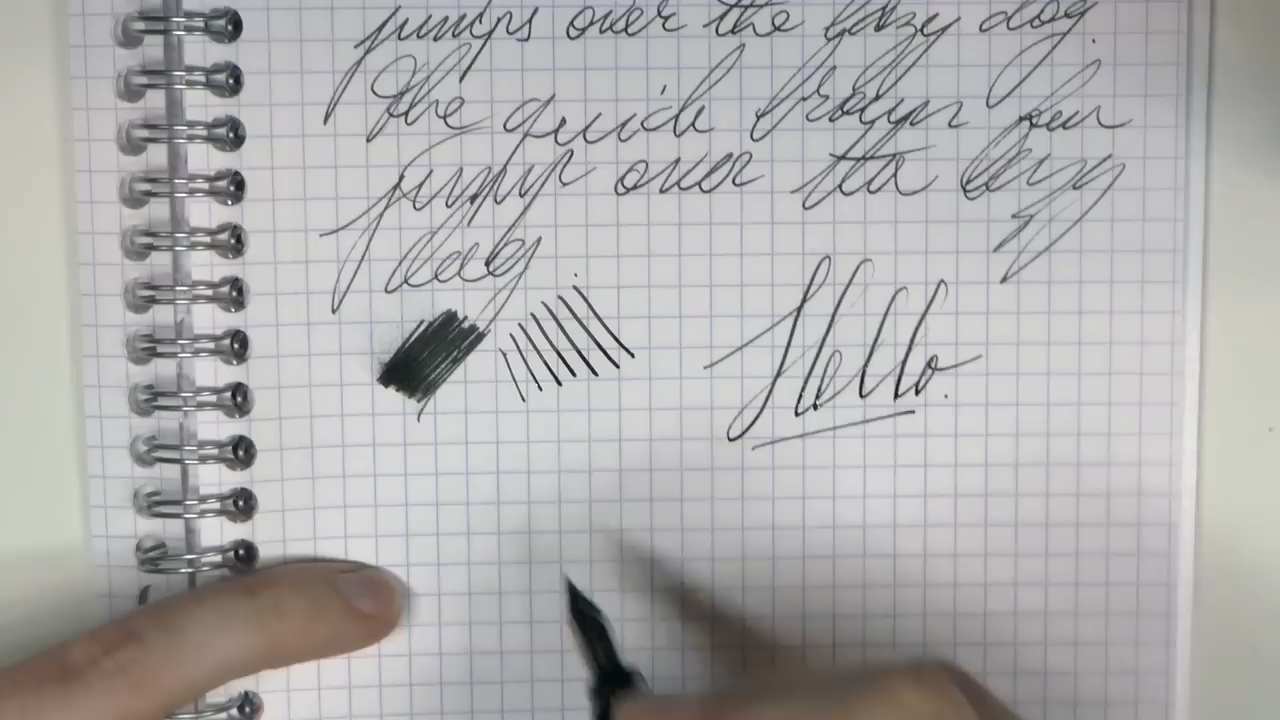 jumps over the lazy dog.
The quick brown fox
jumps over the lazy
dog
Hello.